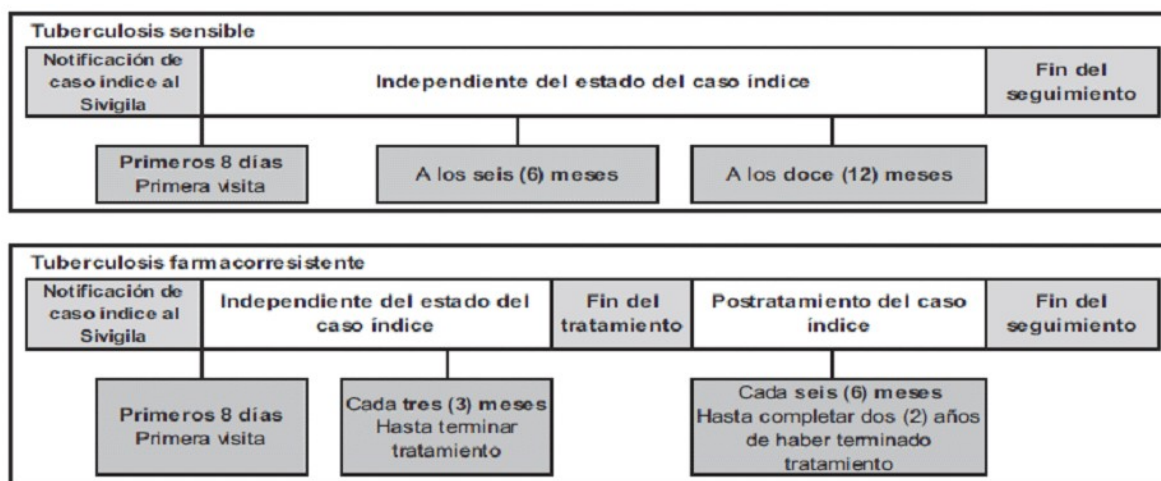 Tuberculosis sensible
Notificación de
caso índice al
Sivigila
Independiente del estado del caso índice
Fin del
seguimiento
Primeros 8 días
Primera visita
A los seis (6) meses
A los doce (12) meses
Tuberculosis farmacorresistente
Notificación de
caso índice al
Sivigila
Independiente del estado del
caso índice
Fin del
tratamiento
Postratamiento del caso
índice
Fin del
seguimiento
Primeros 8 días
Primera visita
Cada tres (3) meses
Hasta terminar
tratamiento
Cada seis (6) meses
Hasta completar dos (2) años
de haber terminado
tratamiento